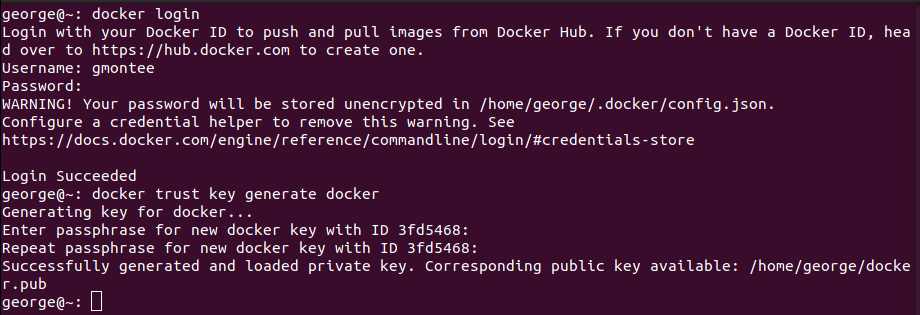 george@~: docker login
Login with your Docker ID to push and pull images from Docker Hub. If you don't have a Docker ID, hea
d over to https://hub.docker.com to create one.
Username: gmontee
Password:
WARNING! Your password will be stored unencrypted in /home/george/.docker/config.json.
Configure a credential helper to remove this warning. See
https://docs.docker.com/engine/reference/commandline/login/#credentials-store

Login Succeeded
george@~: docker trust key generate docker
Generating key for docker...
Enter passphrase for new docker key with ID 3fd5468:
Repeat passphrase for new docker key with ID 3fd5468:
Successfully generated and loaded private key. Corresponding public key available: /home/george/docke
r.pub
george@~: